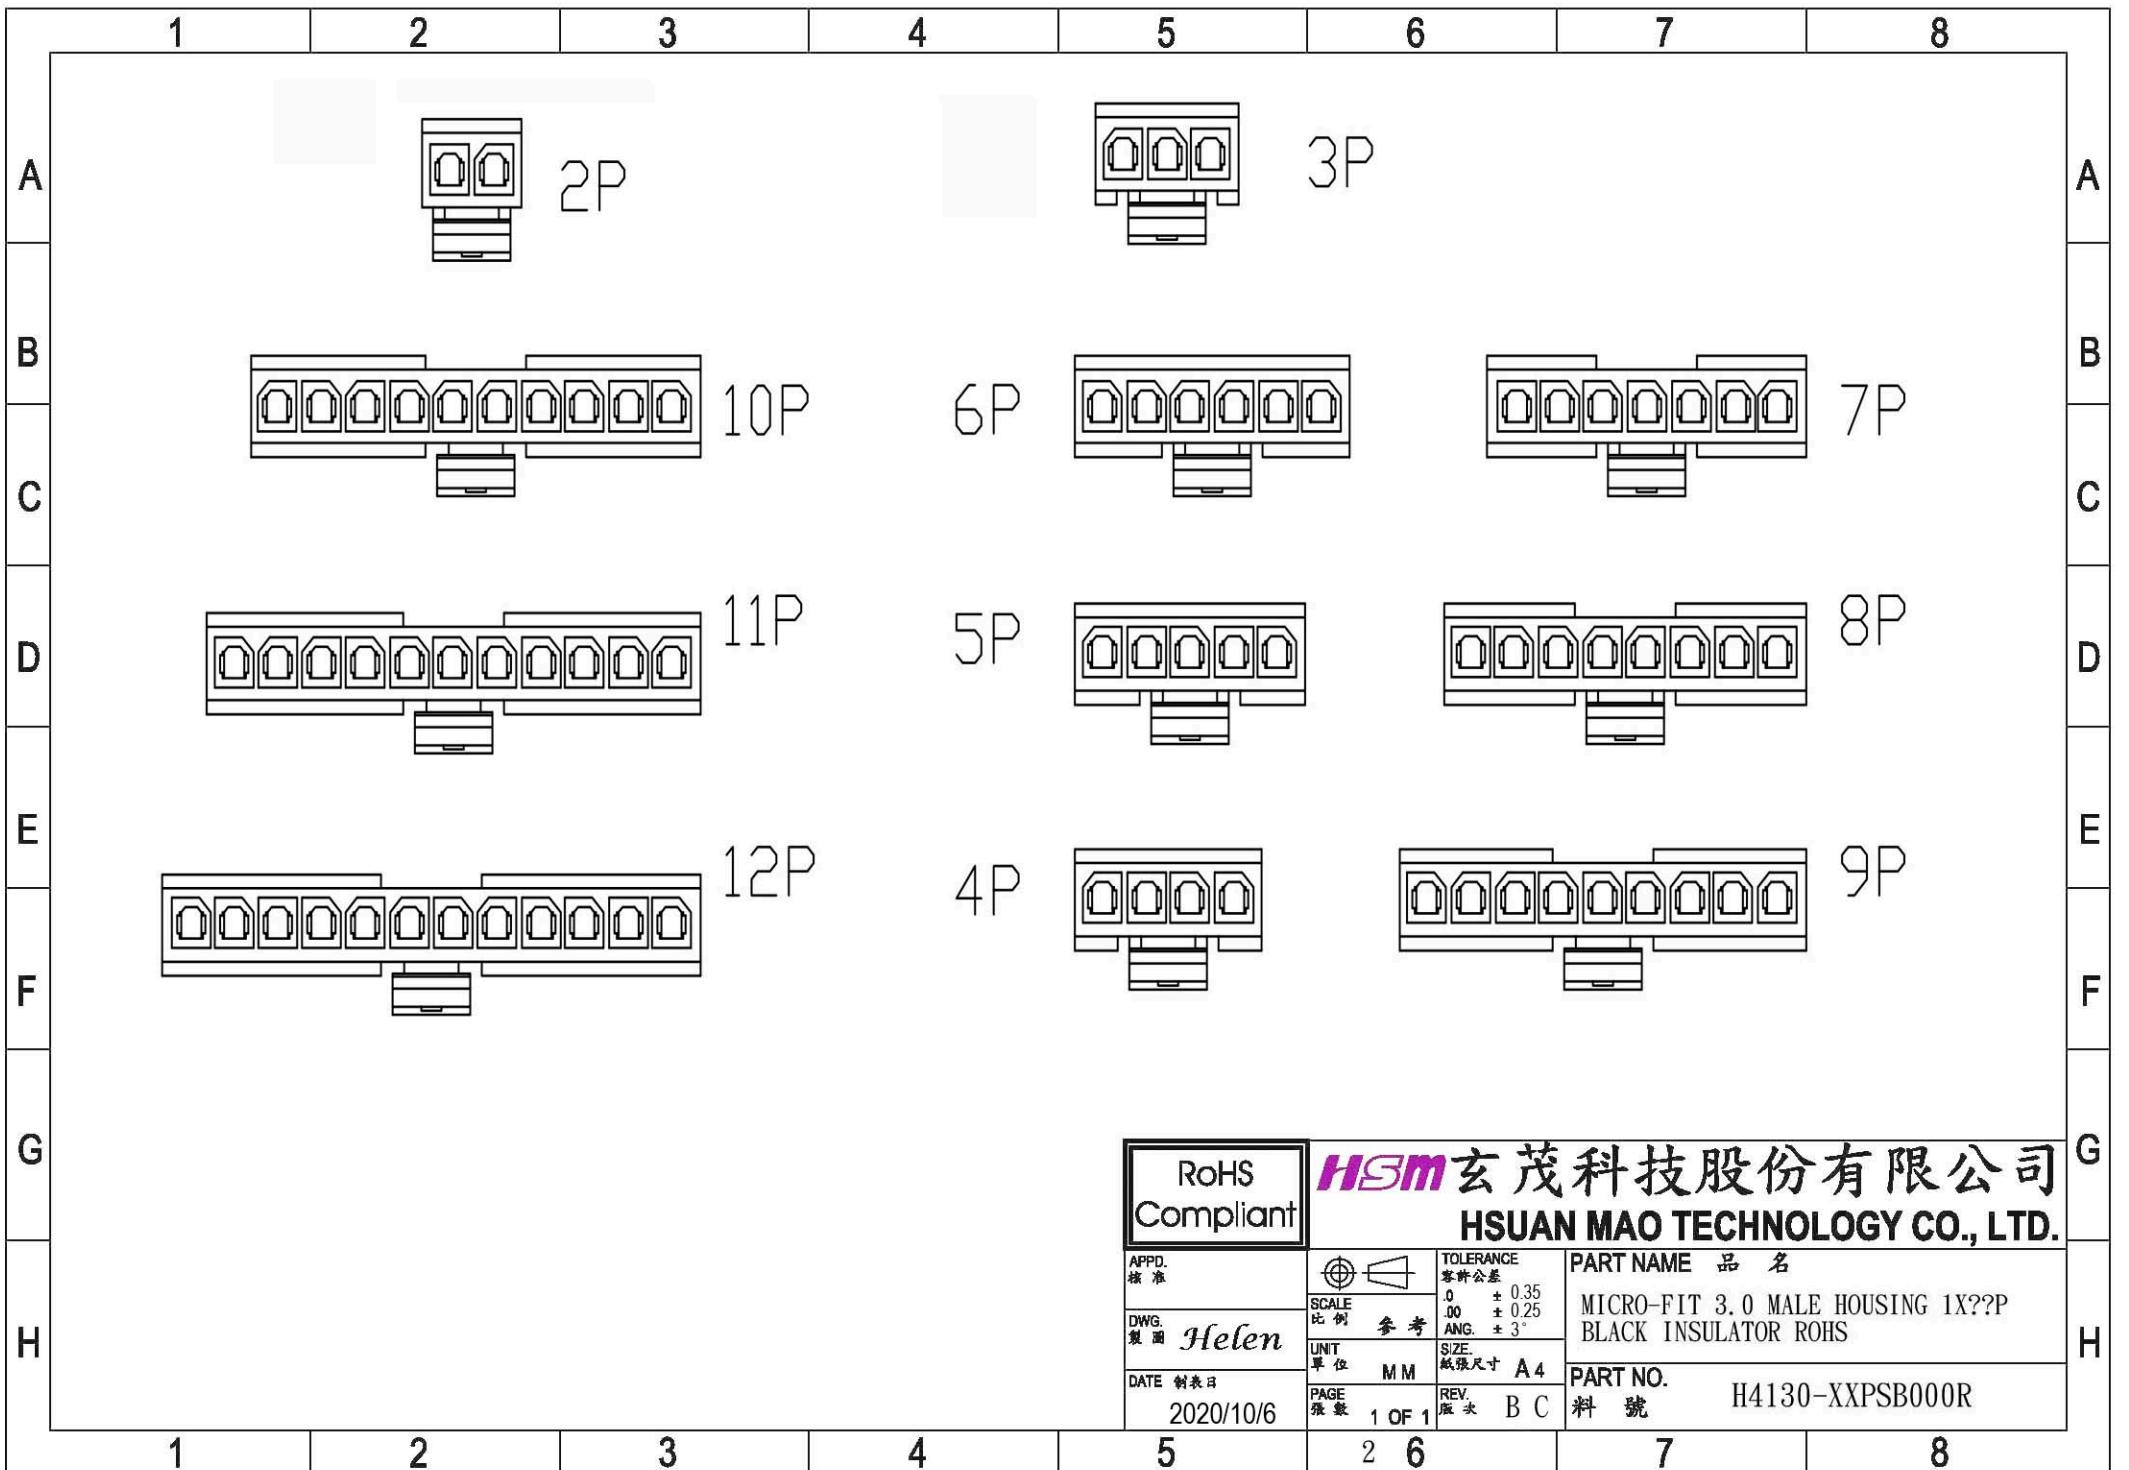 1 2 3 4 5 6 7 8
A A
2P 3P
B B
10P 6P 7P
C C
11P 5P 8P
D D
E E
12P 4P 9P
F F
G G
RoHS
Compliant
HSm 玄茂科技股份有限公司
HSUAN MAO TECHNOLOGY CO., LTD.
APPD.
核准
DWG.
製圖 Helen
DATE 制表日
2020/10/6
SCALE
比例 參考
UNIT
單位 MM
PAGE
張數 1 OF 1
TOLERANCE
容許公差
.0 ± 0.35
.00 ± 0.25
ANG. ± 3°
SIZE.
紙張尺寸 A4
REV.
版次 B C
PART NAME 品名
MICRO-FIT 3.0 MALE HOUSING 1X??P
BLACK INSULATOR ROHS
PART NO.
料號 H4130-XXPSB000R
H H
1 2 3 4 5 2 6 7 8